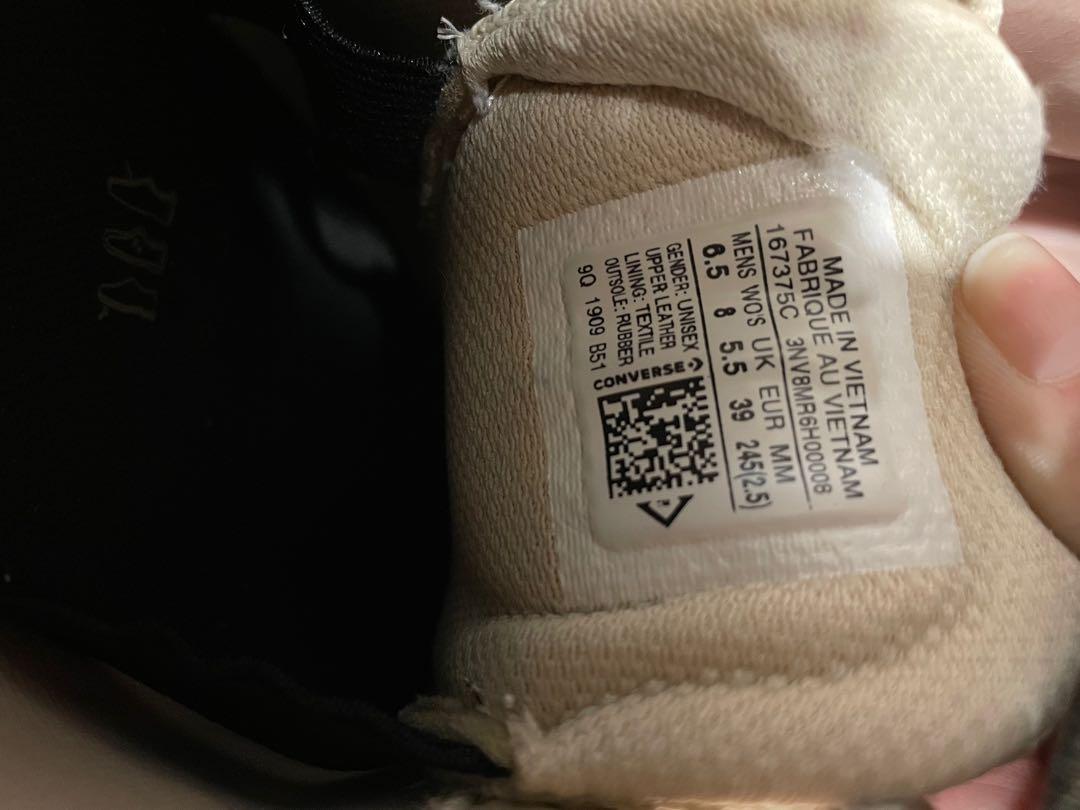 MADE IN VIETNAM
FABRIQUE AU VIETNAM
167375C 3NV8MR6H00008
MENS WO'S UK EUR MM
6.5 8 5.5 39 245(2.5)
GENDER: UNISEX
UPPER LEATHER
LINING: TEXTILE
OUTSOLE: RUBBER
9Q 1909 B51
CONVERSE